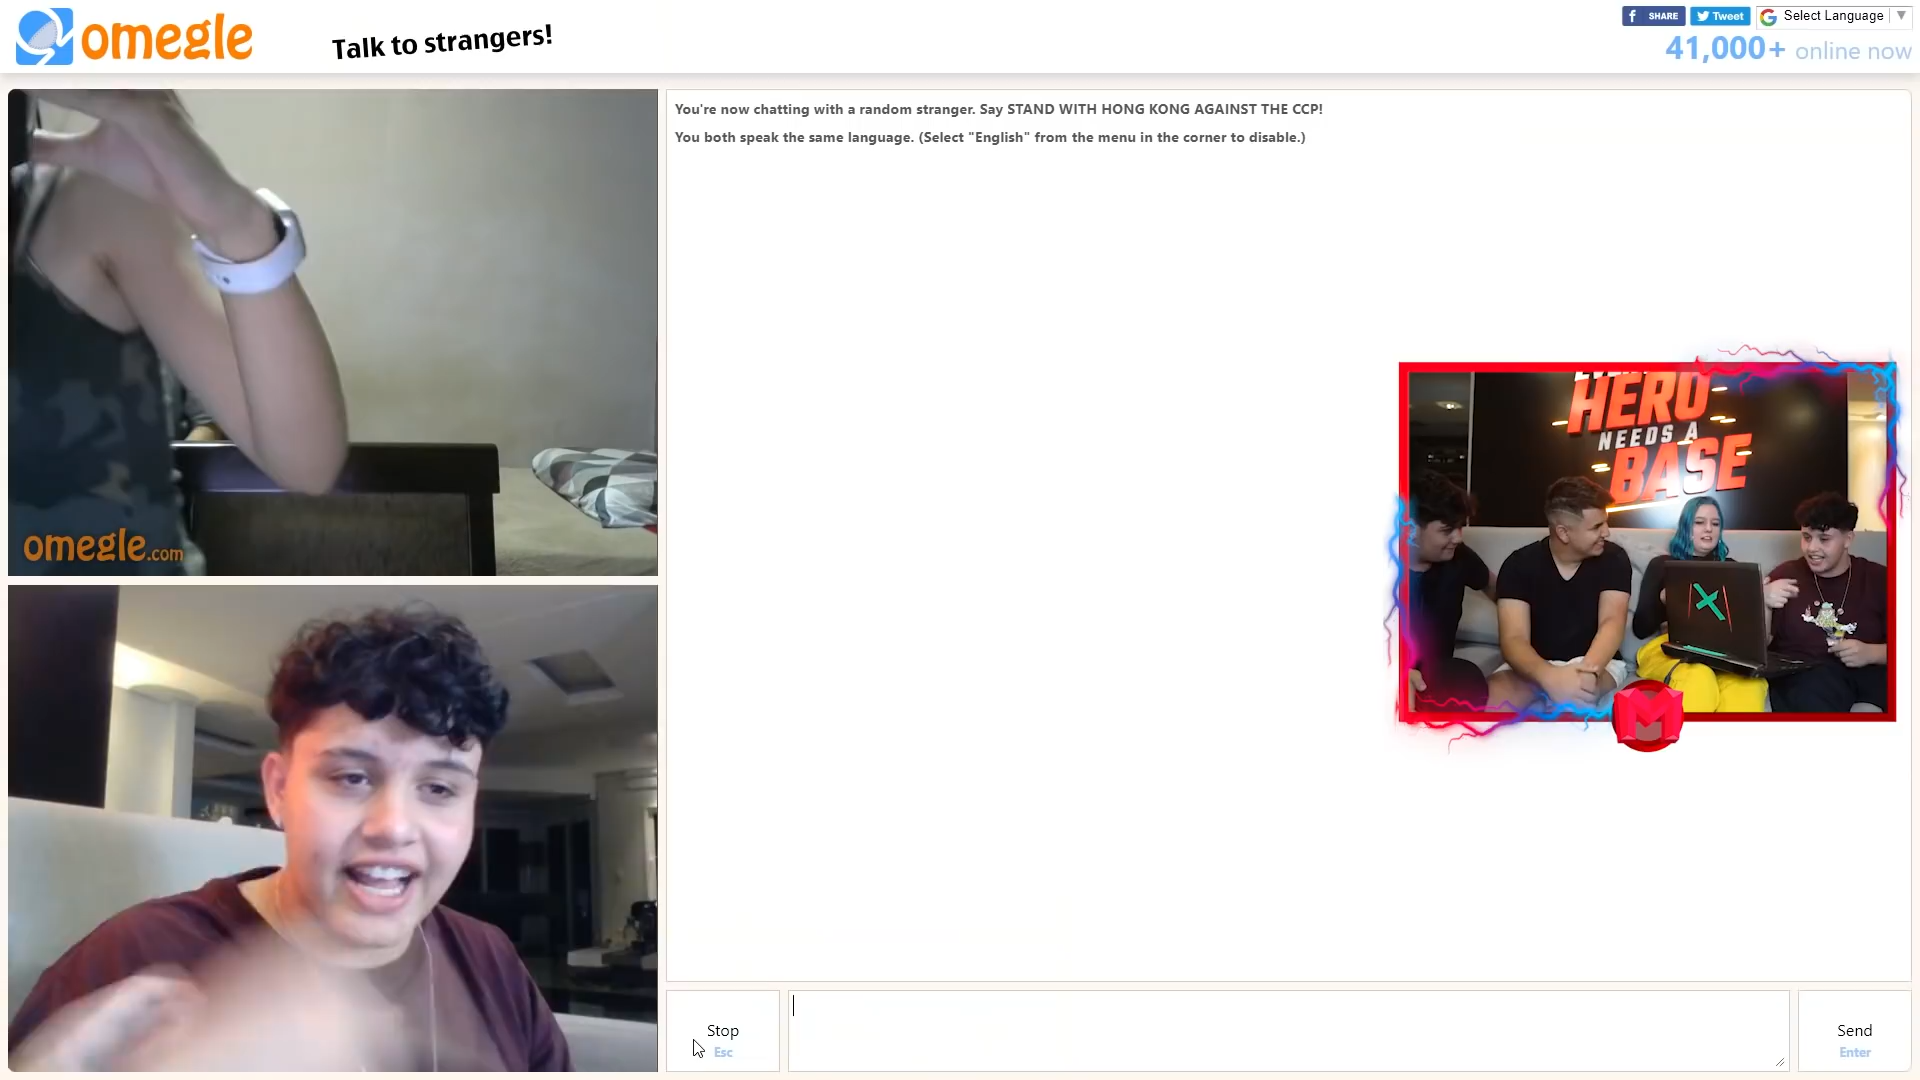 omegle
Talk to strangers!
SHARE
Tweet
Select Language
41,000+ online now
You're now chatting with a random stranger. Say STAND WITH HONG KONG AGAINST THE CCP!
You both speak the same language. (Select "English" from the menu in the corner to disable.)
omegle.com
HERO
NEEDS A
BASE
Stop
Esc
Send
Enter